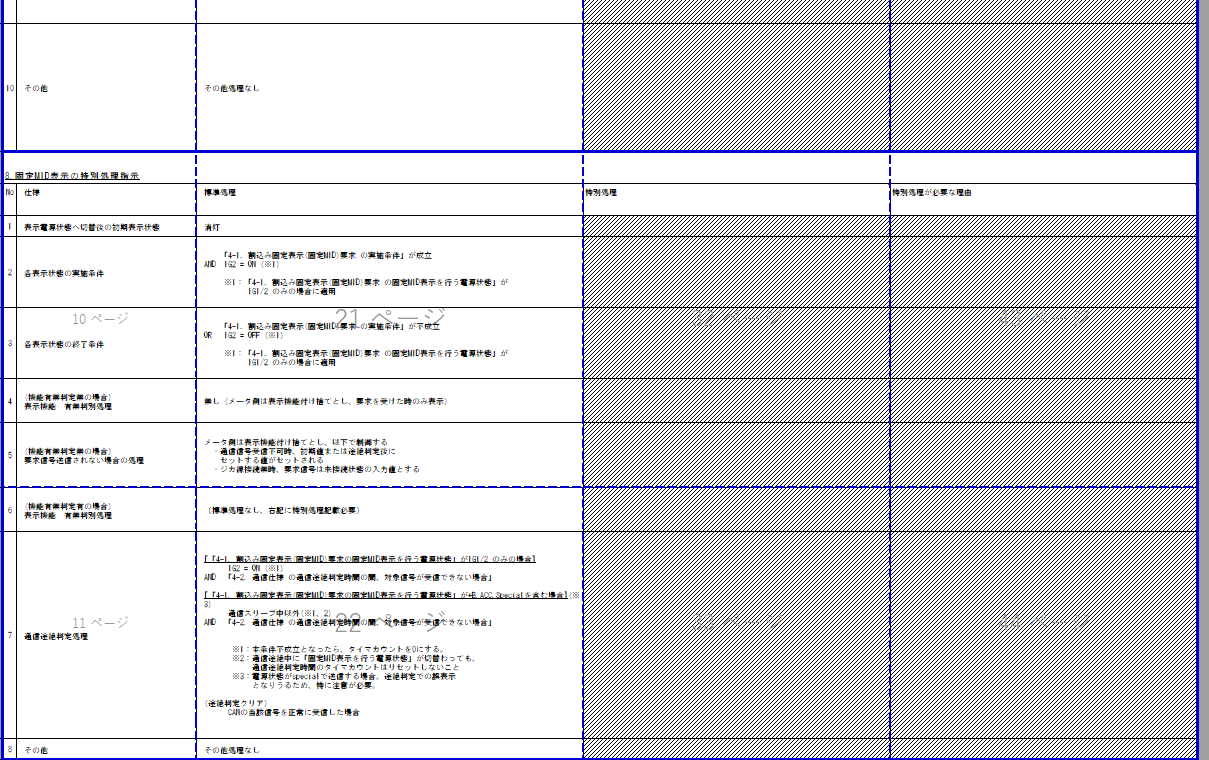 10 その他 その他処理なし
8. 固定MID表示の特別処理指示
No 仕様 標準処理 特別処理 特別処理が必要な理由
1 表示電源状態へ切替後の初期表示状態 消灯
2 各表示状態の実施条件
「4-1. 割込み固定表示(固定MID)要求 の実施条件」が成立
AND IG2 = ON (※1)
※1：「4-1. 割込み固定表示(固定MID)要求 の固定MID表示を行う電源状態」が
IG1/2 のみの場合に適用
10 ページ
21 ページ
3 各表示状態の終了条件
「4-1. 割込み固定表示(固定MID)要求 の実施条件」が不成立
OR IG2 = OFF (※1)
※1：「4-1. 割込み固定表示(固定MID)要求 の固定MID表示を行う電源状態」が
IG1/2 のみの場合に適用
4 (機能有無判定無の場合)
表示機能 有無判別処理
無し（メータ側は表示機能付け捨てとし、要求を受けた時のみ表示）
5 (機能有無判定無の場合)
要求信号送信されない場合の処理
メータ側は表示機能付け捨てとし、以下で制御する
・通信信号受信不可時、初期値または途絶判定後に
セットする値がセットされる
・ジカ線接続無時、要求信号は未接続状態の入力値とする
6 (機能有無判定有の場合)
表示機能 有無判別処理
（標準処理なし、右記に特別処理記載必要）
7 通信途絶判定処理
[「4-1. 割込み固定表示(固定MID)要求の固定MID表示を行う電源状態」がIG1/2 のみの場合]
IG2 = ON (※1)
AND 「4-2. 通信仕様 の通信途絶判定時間の間、対象信号が受信できない場合」
[「4-1. 割込み固定表示(固定MID)要求の固定MID表示を行う電源状態」が+B,ACC,Specialを含む場合](※
3)
通信スリープ中以外(※1、2)
AND 「4-2. 通信仕様 の通信途絶判定時間の間、対象信号が受信できない場合」
11 ページ
22 ページ
※1：本条件不成立となったら、タイマカウントを0にする。
※2：通信途絶中に「固定MID表示を行う電源状態」が切替わっても、
通信途絶判定時間のタイマカウントはリセットしないこと
※3：電源状態がspecialで送信する場合、途絶判定での誤表示
となりうるため、特に注意が必要。
(途絶判定クリア)
CANの当該信号を正常に受信した場合
8 その他 その他処理なし